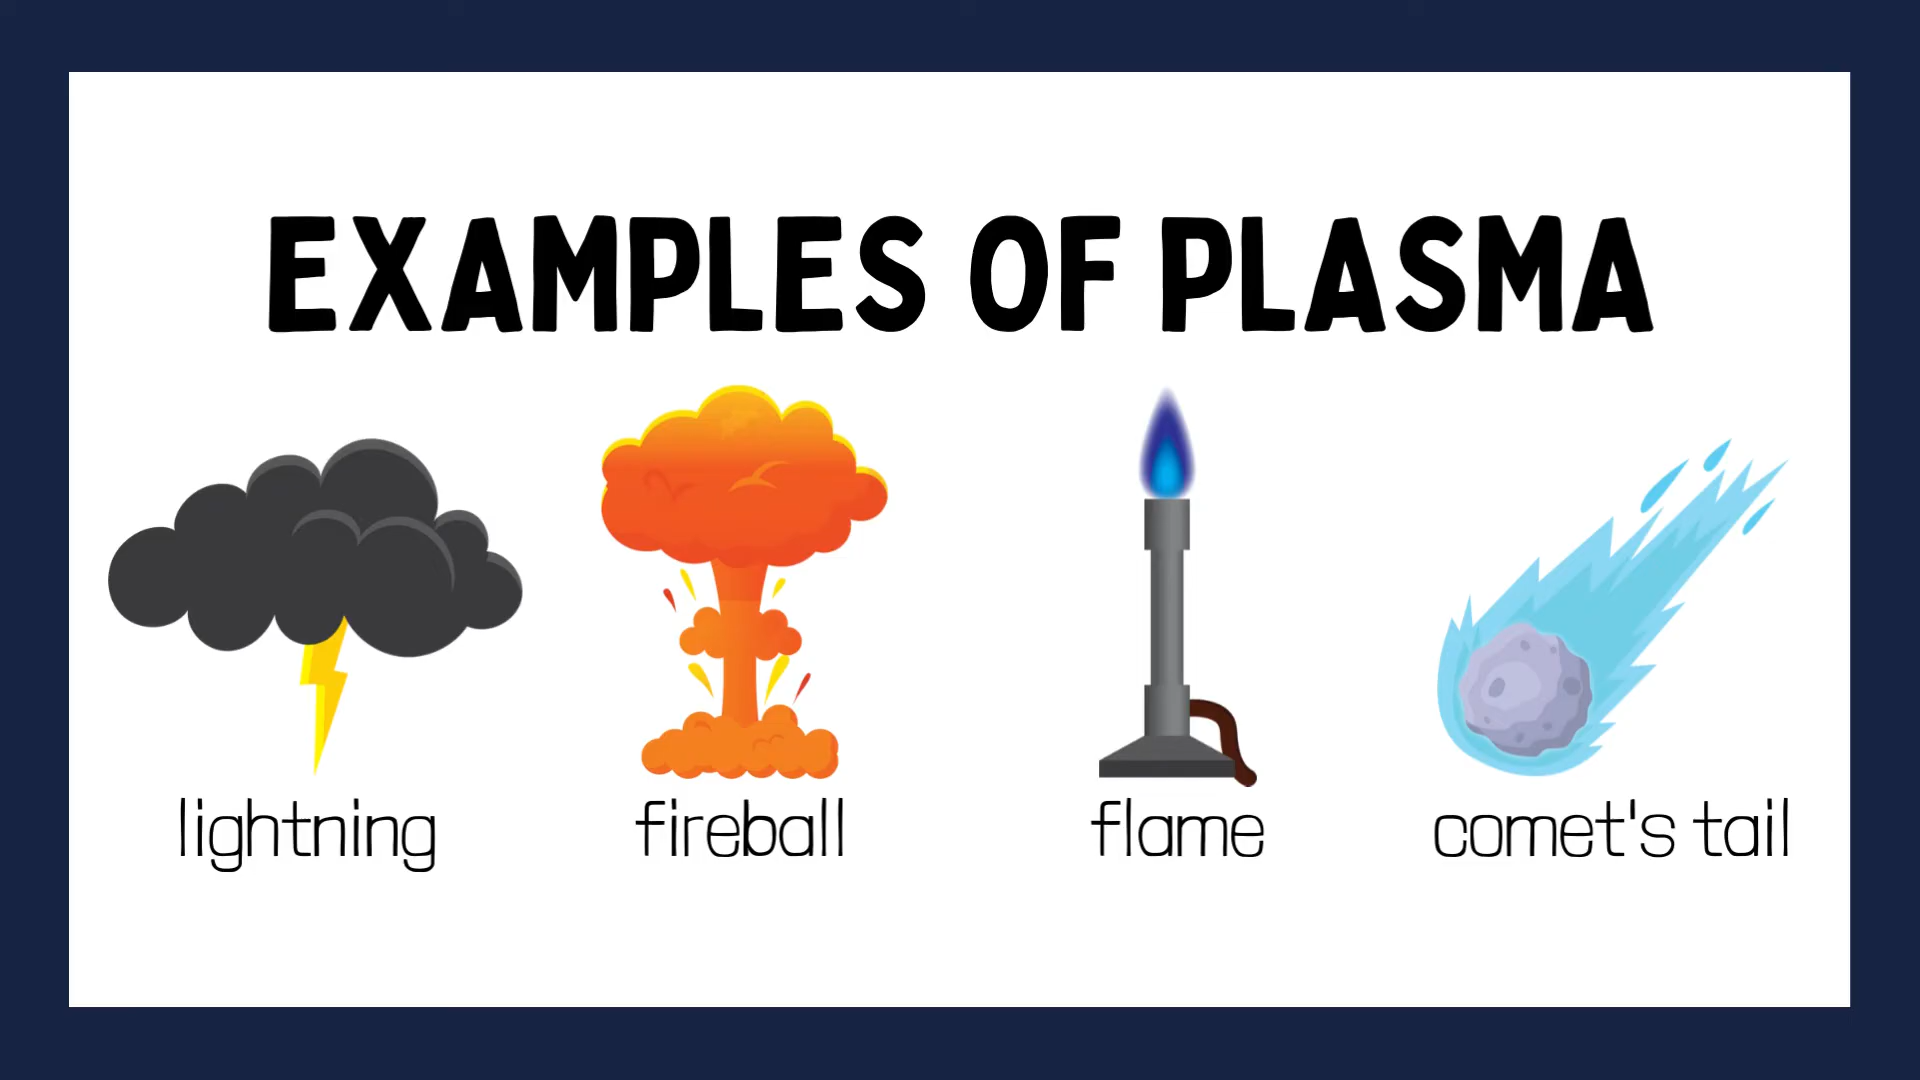 EXAMPLES OF PLASMA
lightning
fireball
flame
comet's tail